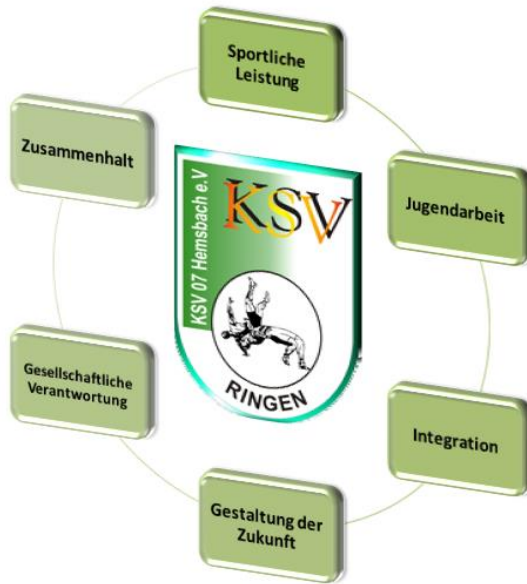 Sportliche
Leistung
Jugendarbeit
Integration
Gestaltung der
Zukunft
Gesellschaftliche
Verantwortung
Zusammenhalt
KSV 07 Hemsbach e.V
KSV
RINGEN